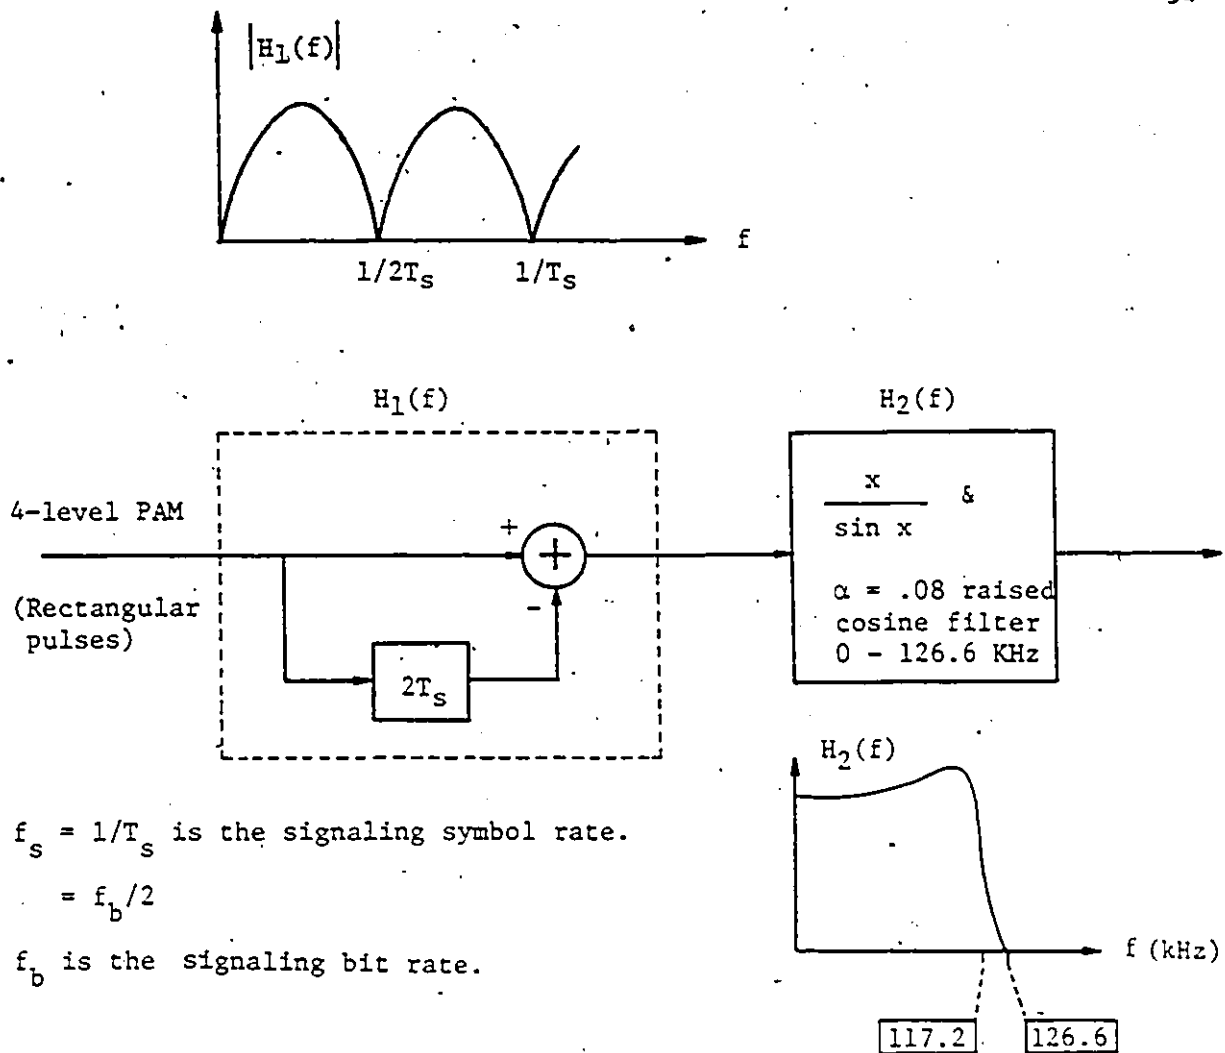 |H1(f)|
f
1/2Ts
1/Ts
H1(f)
H2(f)
4-level PAM
(Rectangular
pulses)
+
+
-
2Ts
x
sin x
&
α = .08 raised
cosine filter
0 - 126.6 KHz
H2(f)
f (kHz)
117.2
126.6
fs = 1/Ts is the signaling symbol rate.
= fb/2
fb is the signaling bit rate.